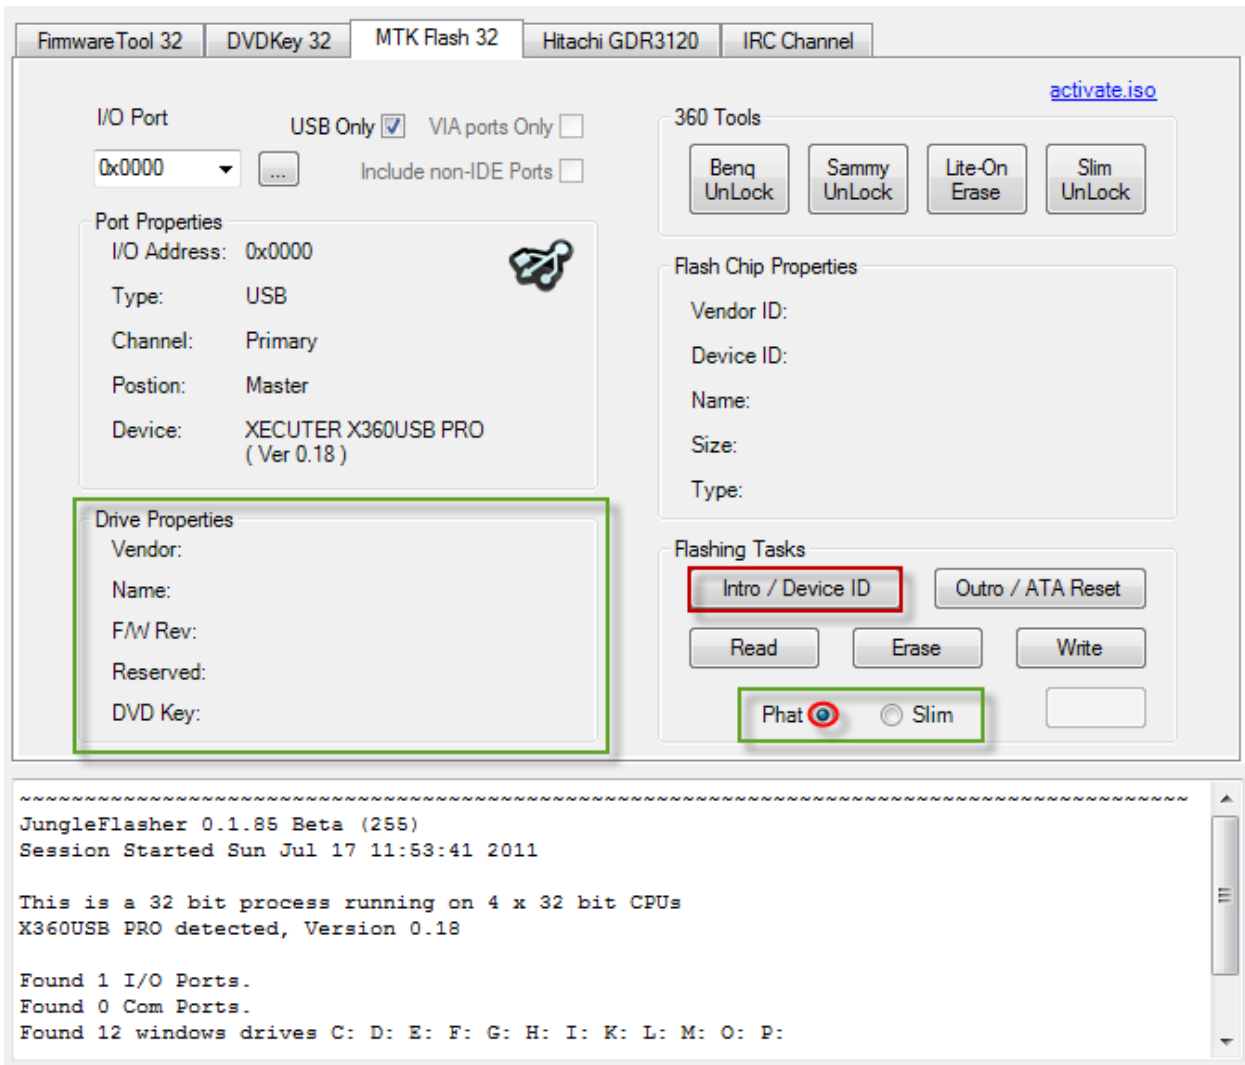 FirmwareTool 32 DVDKey 32 MTK Flash 32 Hitachi GDR3120 IRC Channel
activate.iso
I/O Port
USB Only VIA ports Only
0x0000 ... Include non-IDE Ports
Port Properties
I/O Address: 0x0000
Type: USB
Channel: Primary
Postion: Master
Device: XECUTER X360USB PRO
( Ver 0.18 )
Drive Properties
Vendor:
Name:
F/W Rev:
Reserved:
DVD Key:
360 Tools
Benq UnLock
Sammy UnLock
Lite-On Erase
Slim UnLock
Flash Chip Properties
Vendor ID:
Device ID:
Name:
Size:
Type:
Flashing Tasks
Intro / Device ID Outro / ATA Reset
Read Erase Write
Phat Slim
~~~~~~~~~~~~~~~~~~~~~~~~~~~~~~~~~~~~~~~~~~~~~~~~~~~~~~~~~~~~~~~~~~~~~~~~~~~~~~~~~~~~~~~~~~
JungleFlasher 0.1.85 Beta (255)
Session Started Sun Jul 17 11:53:41 2011
This is a 32 bit process running on 4 x 32 bit CPUs
X360USB PRO detected, Version 0.18
Found 1 I/O Ports.
Found 0 Com Ports.
Found 12 windows drives C: D: E: F: G: H: I: K: L: M: O: P: